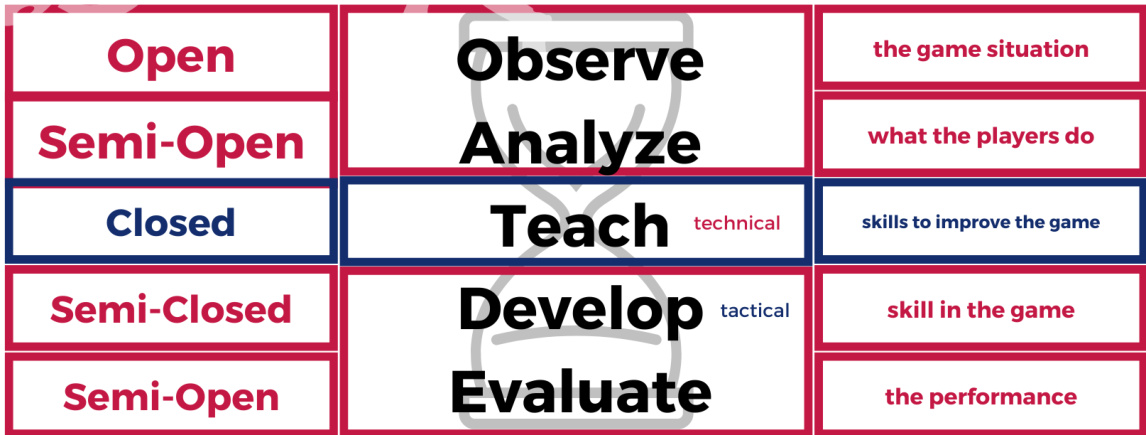 Open
Observe
the game situation
Semi-Open
Analyze
what the players do
Closed
Teach technical
skills to improve the game
Semi-Closed
Develop tactical
skill in the game
Semi-Open
Evaluate
the performance